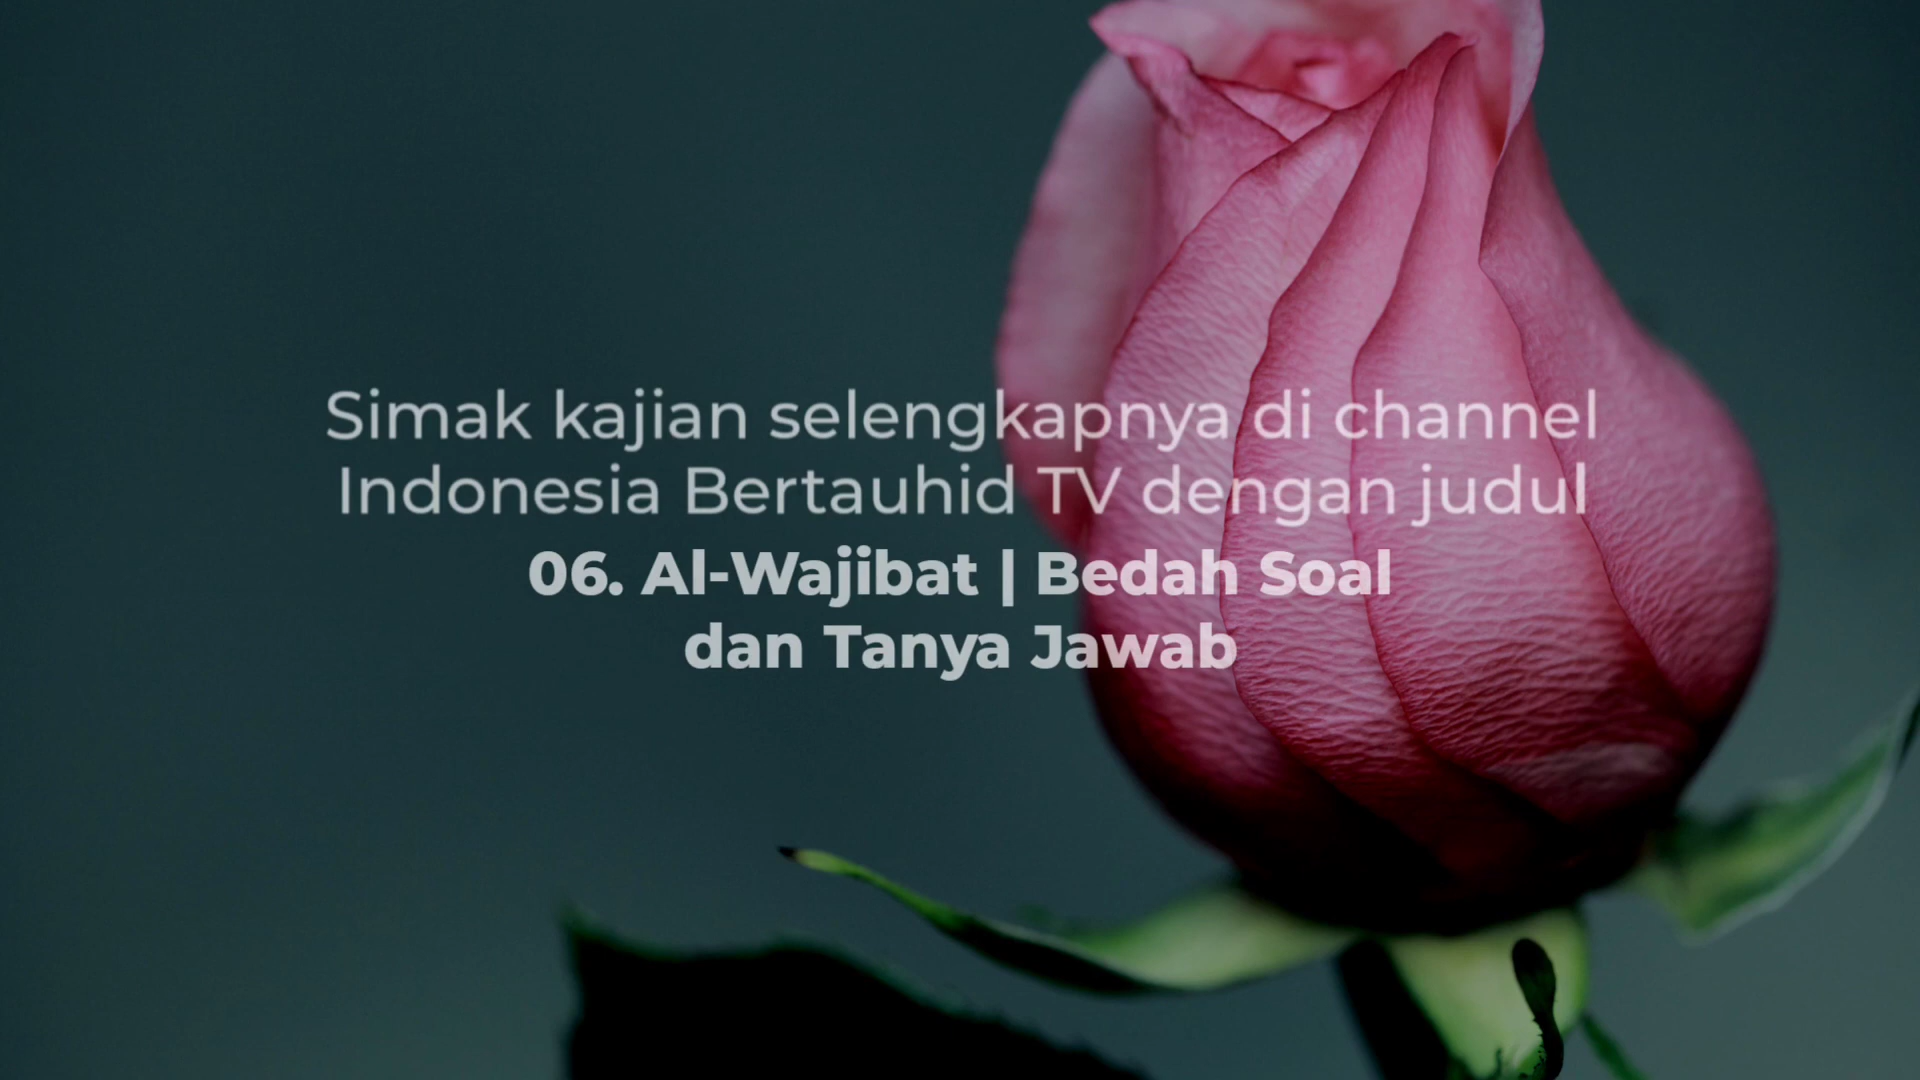 Simak kajian selengkapnya di channel
Indonesia Bertauhid TV dengan judul
06. Al-Wajibat | Bedah Soal
dan Tanya Jawab